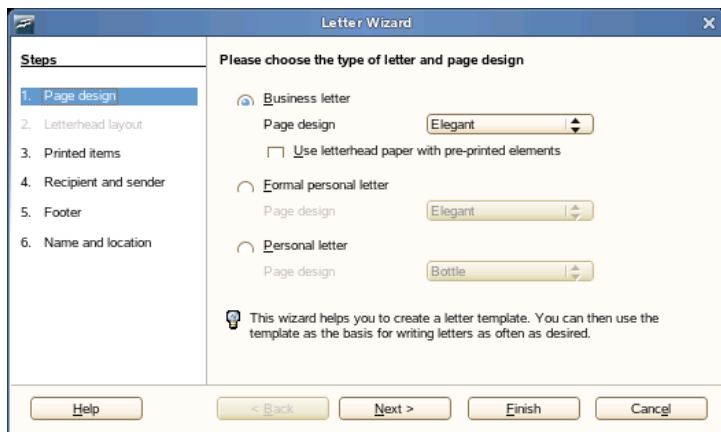 Letter Wizard
Steps
1. Page design
2. Letterhead layout
3. Printed items
4. Recipient and sender
5. Footer
6. Name and location
Please choose the type of letter and page design
Business letter
Page design Elegant
Use letterhead paper with pre-printed elements
Formal personal letter
Page design Elegant
Personal letter
Page design Bottle
This wizard helps you to create a letter template. You can then use the
template as the basis for writing letters as often as desired.
Help < Back Next > Finish Cancel